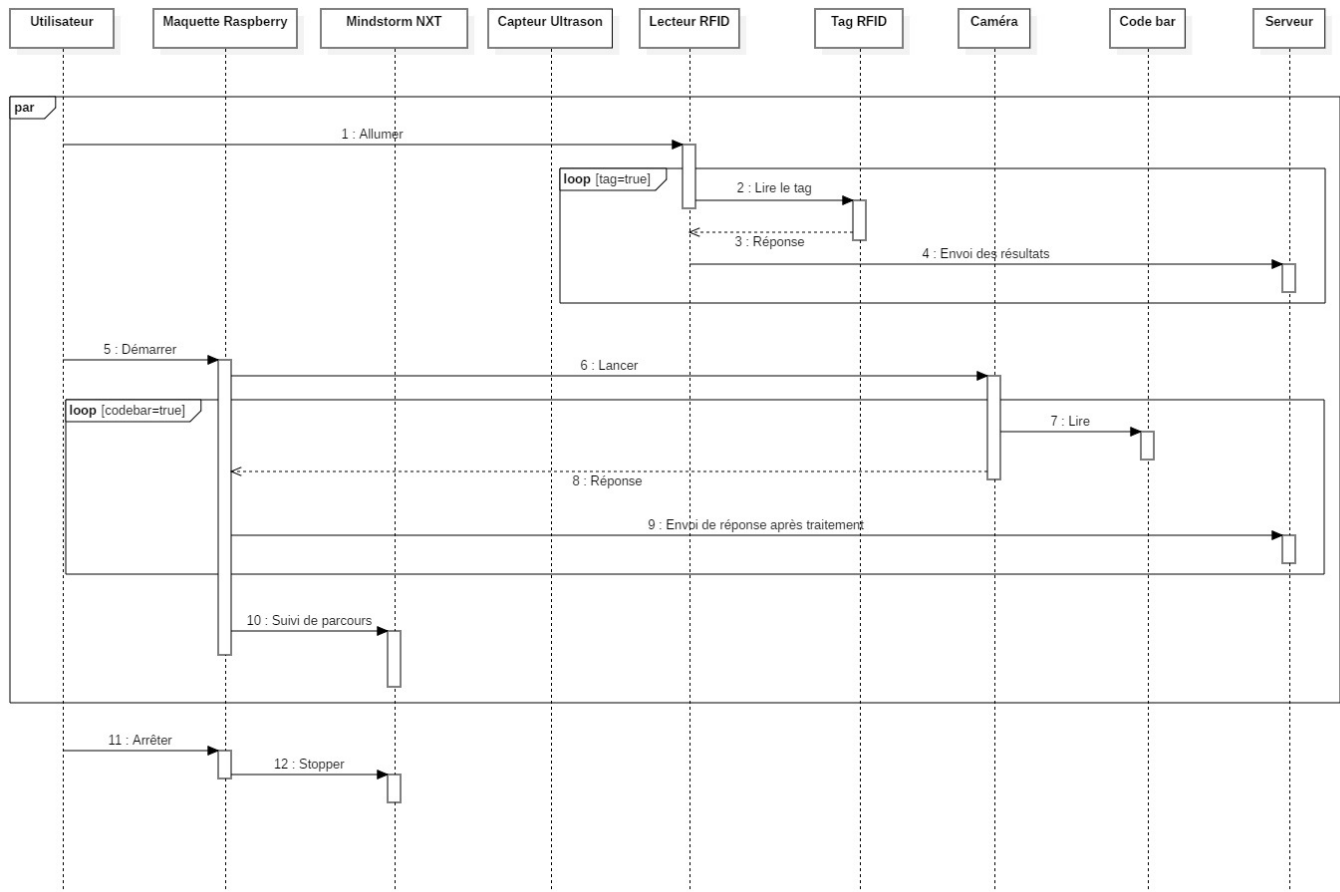 Utilisateur
Maquette Raspberry
Mindstorm NXT
Capteur Ultrason
Lecteur RFID
Tag RFID
Caméra
Code bar
Serveur
par
1 : Allumer
loop [tag=true]
2 : Lire le tag
3 : Réponse
4 : Envoi des résultats
5 : Démarrer
6 : Lancer
loop [codebar=true]
7 : Lire
8 : Réponse
9 : Envoi de réponse après traitement
10 : Suivi de parcours
11 : Arrêter
12 : Stopper